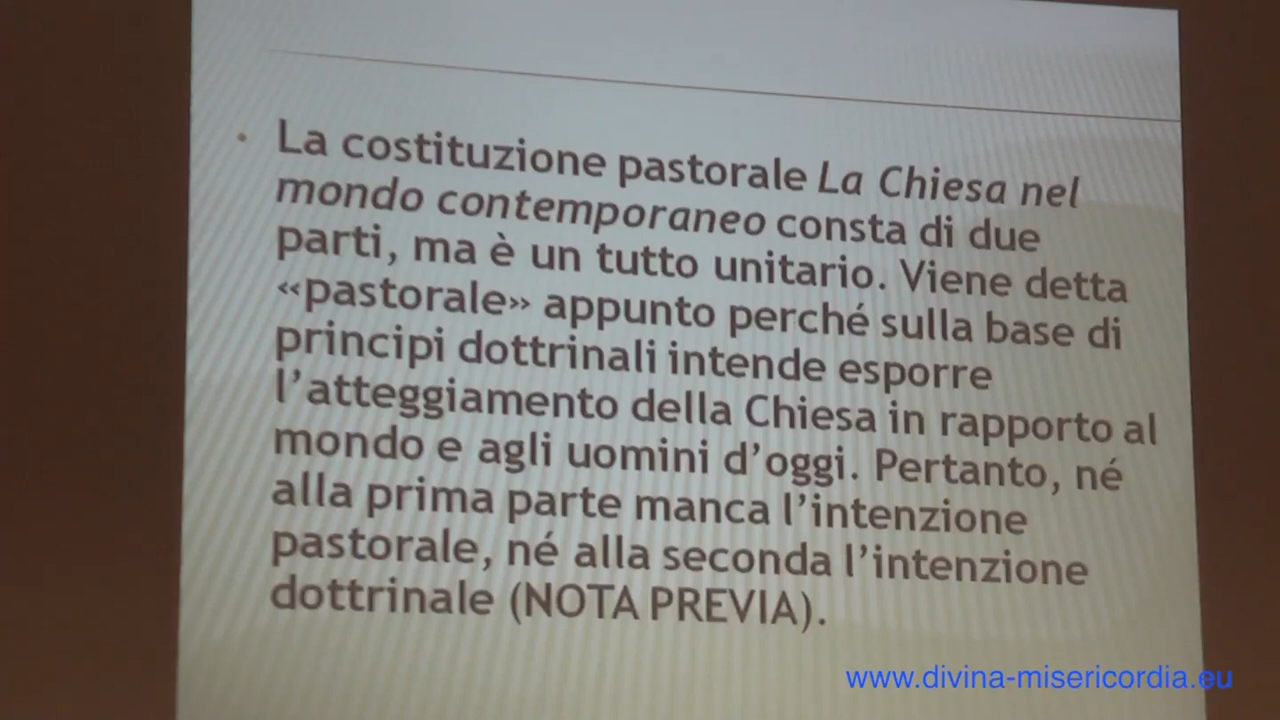 • La costituzione pastorale La Chiesa nel
mondo contemporaneo consta di due
parti, ma è un tutto unitario. Viene detta
«pastorale» appunto perché sulla base di
principi dottrinali intende esporre
l’atteggiamento della Chiesa in rapporto al
mondo e agli uomini d’oggi. Pertanto, né
alla prima parte manca l’intenzione
pastorale, né alla seconda l’intenzione
dottrinale (NOTA PREVIA).
www.divina-misericordia.eu